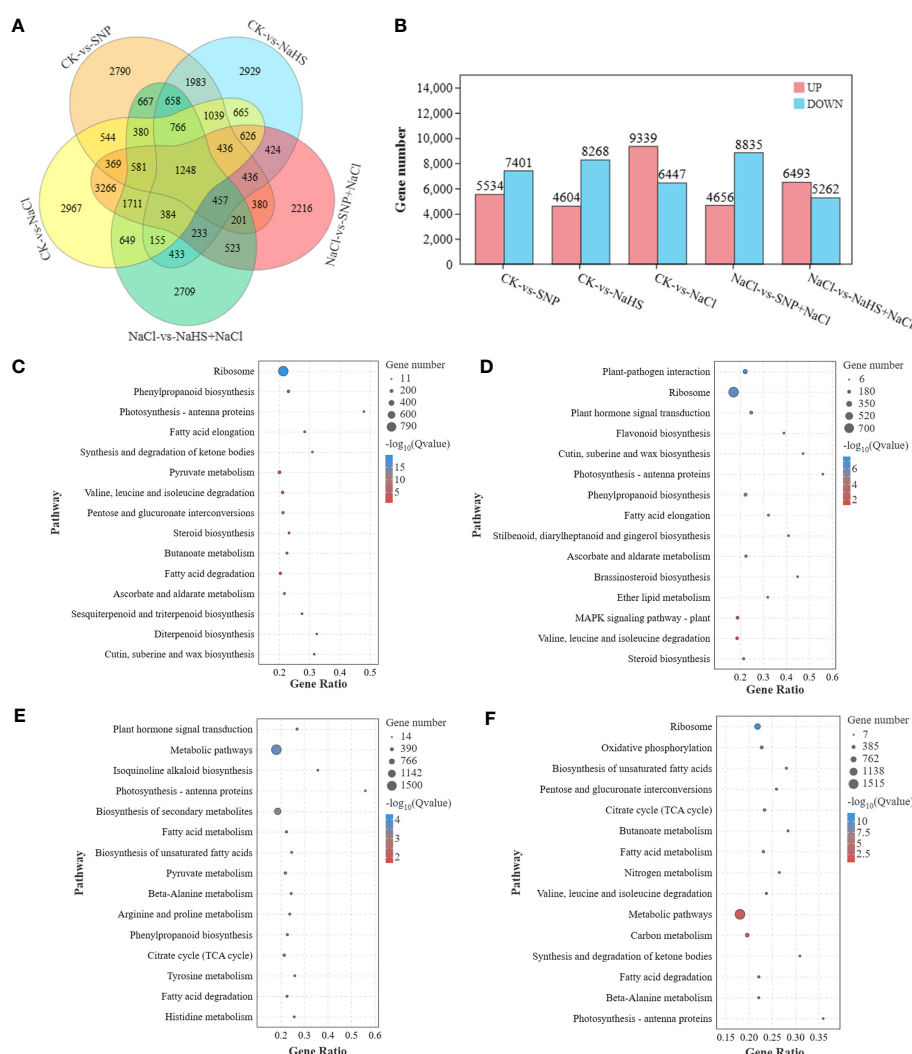 A
CK-vs-SNP
CK-vs-NaHS
2790
1983
2929
667
658
1039
665
544
380
766
626
436
424
369
581
1248
436
3266
457
380
2216
2967
1711
384
201
649
155
233
523
433
2709
CK-vs-NaCl
NaCl-vs-SNP+NaCl
NaCl-vs-NaHS+NaCl
B
Gene number
14,000
12,000
10,000
8,000
6,000
4,000
2,000
0
UP
DOWN
5534
7401
4604
8268
9339
6447
4656
8835
6493
5262
CK-vs-SNP
CK-vs-NaHS
CK-vs-NaCl
NaCl-vs-SNP+NaCl
NaCl-vs-NaHS+NaCl
C
Pathway
Ribosome
Phenylpropanoid biosynthesis
Photosynthesis - antenna proteins
Fatty acid elongation
Synthesis and degradation of ketone bodies
Pyruvate metabolism
Valine, leucine and isoleucine degradation
Pentose and glucuronate interconversions
Steroid biosynthesis
Butanoate metabolism
Fatty acid degradation
Ascorbate and aldarate metabolism
Sesquiterpenoid and triterpenoid biosynthesis
Diterpenoid biosynthesis
Cutin, suberine and wax biosynthesis
0.2 0.3 0.4 0.5
Gene Ratio
Gene number
11
200
400
600
790
-log10(Qvalue)
15
10
5
D
Pathway
Plant-pathogen interaction
Ribosome
Plant hormone signal transduction
Flavonoid biosynthesis
Cutin, suberine and wax biosynthesis
Photosynthesis - antenna proteins
Phenylpropanoid biosynthesis
Fatty acid elongation
Stilbenoid, diarylheptanoid and gingerol biosynthesis
Ascorbate and aldarate metabolism
Brassinosteroid biosynthesis
Ether lipid metabolism
MAPK signaling pathway - plant
Valine, leucine and isoleucine degradation
Steroid biosynthesis
0.2 0.3 0.4 0.5 0.6
Gene Ratio
Gene number
6
180
350
520
700
-log10(Qvalue)
6
4
2
E
Pathway
Plant hormone signal transduction
Metabolic pathways
Isoquinoline alkaloid biosynthesis
Photosynthesis - antenna proteins
Biosynthesis of secondary metabolites
Fatty acid metabolism
Biosynthesis of unsaturated fatty acids
Pyruvate metabolism
Beta-Alanine metabolism
Arginine and proline metabolism
Phenylpropanoid biosynthesis
Citrate cycle (TCA cycle)
Tyrosine metabolism
Fatty acid degradation
Histidine metabolism
0.2 0.3 0.4 0.5 0.6
Gene Ratio
Gene number
14
390
766
1142
1500
-log10(Qvalue)
4
3
2
F
Pathway
Ribosome
Oxidative phosphorylation
Biosynthesis of unsaturated fatty acids
Pentose and glucuronate interconversions
Citrate cycle (TCA cycle)
Butanoate metabolism
Fatty acid metabolism
Nitrogen metabolism
Valine, leucine and isoleucine degradation
Metabolic pathways
Carbon metabolism
Synthesis and degradation of ketone bodies
Fatty acid degradation
Beta-Alanine metabolism
Photosynthesis - antenna proteins
0.15 0.20 0.25 0.30 0.35
Gene Ratio
Gene number
7
385
762
1138
1515
-log10(Qvalue)
10
7.5
5
2.5